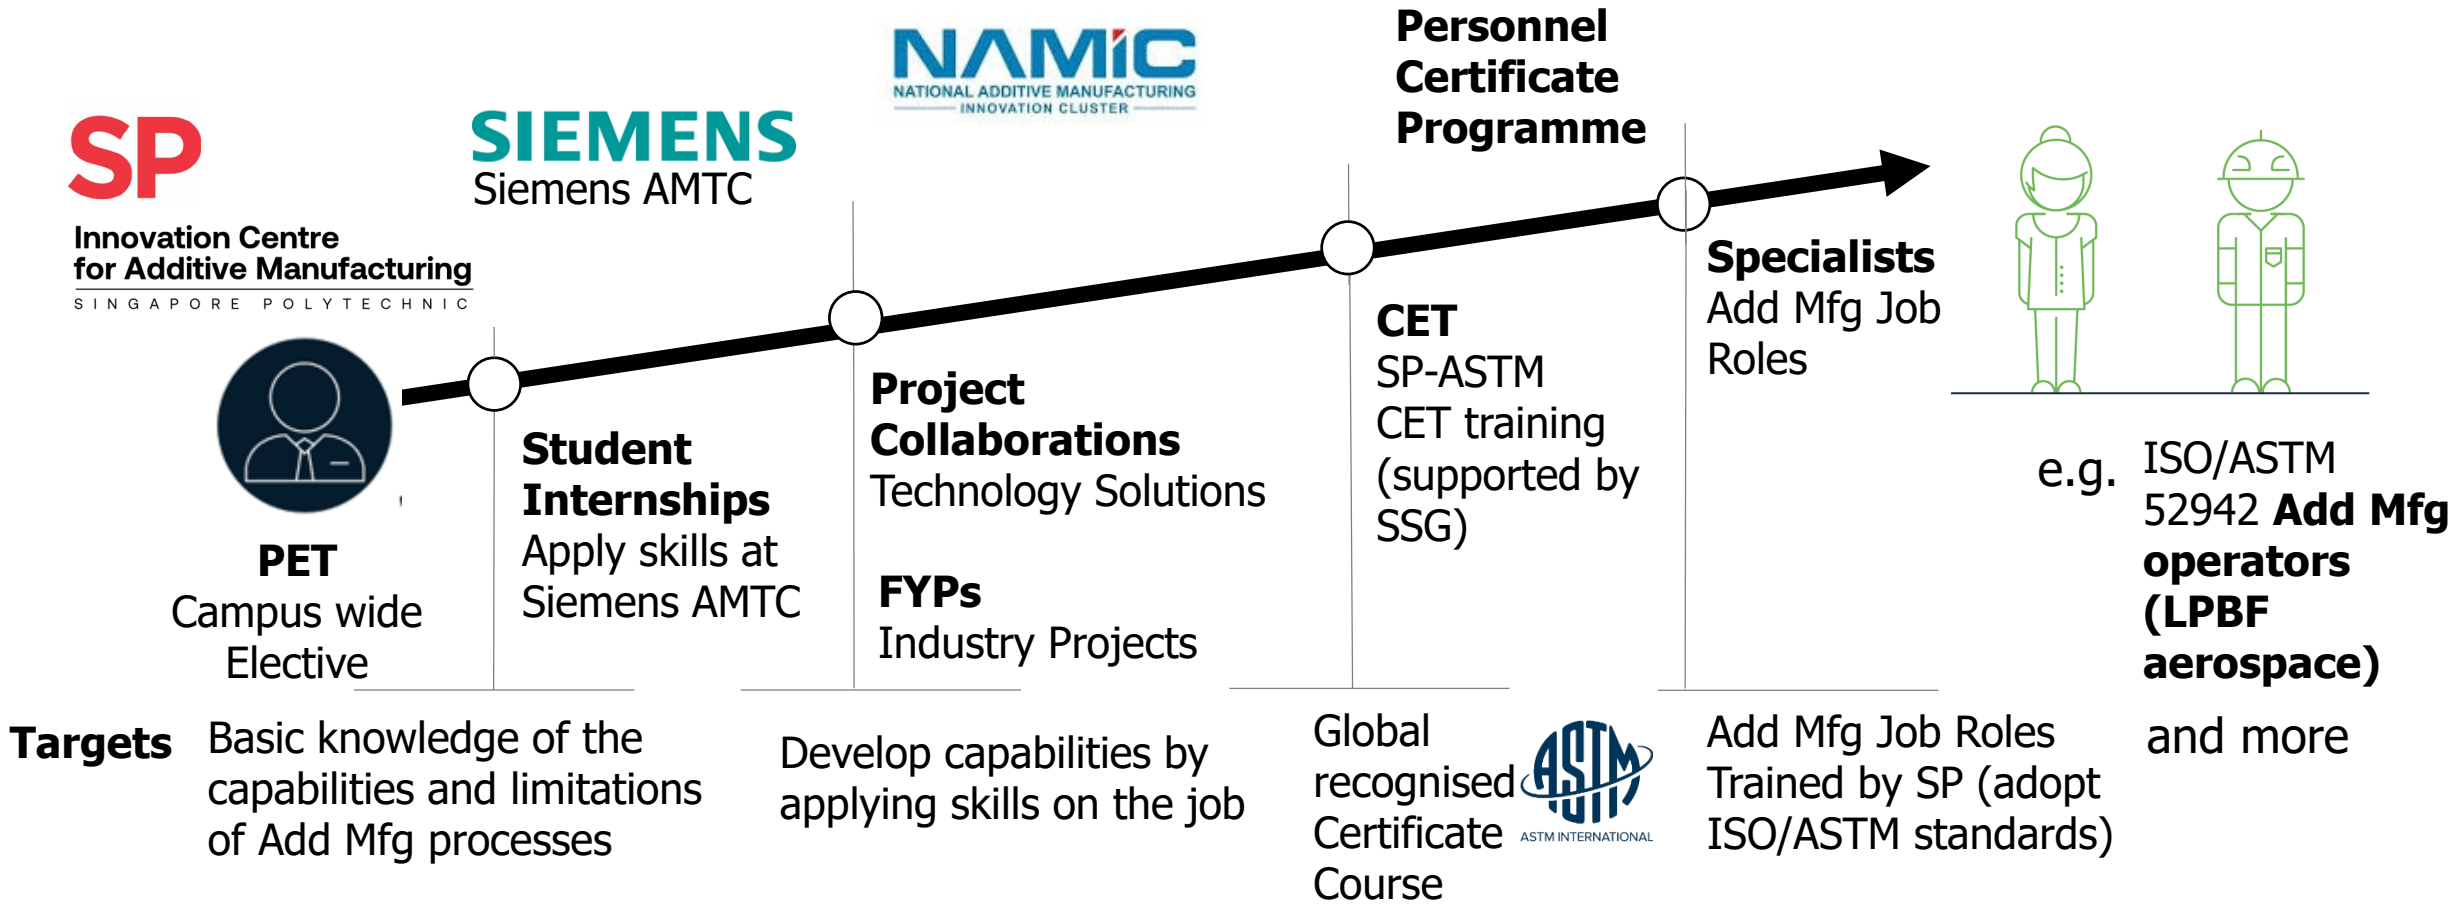 SP
Innovation Centre
for Additive Manufacturing
SINGAPORE POLYTECHNIC
SIEMENS
Siemens AMTC
NAMiC
NATIONAL ADDITIVE MANUFACTURING
INNOVATION CLUSTER
Personnel
Certificate
Programme
PET
Campus wide
Elective
Student
Internships
Apply skills at
Siemens AMTC
Project
Collaborations
Technology Solutions
FYPs
Industry Projects
CET
SP-ASTM
CET training
(supported by
SSG)
Specialists
Add Mfg Job
Roles
e.g.
ISO/ASTM
52942 Add Mfg
operators
(LPBF
aerospace)
and more
Targets
Basic knowledge of the
capabilities and limitations
of Add Mfg processes
Develop capabilities by
applying skills on the job
Global
recognised
Certificate
Course
ASTM
ASTM INTERNATIONAL
Add Mfg Job Roles
Trained by SP (adopt
ISO/ASTM standards)